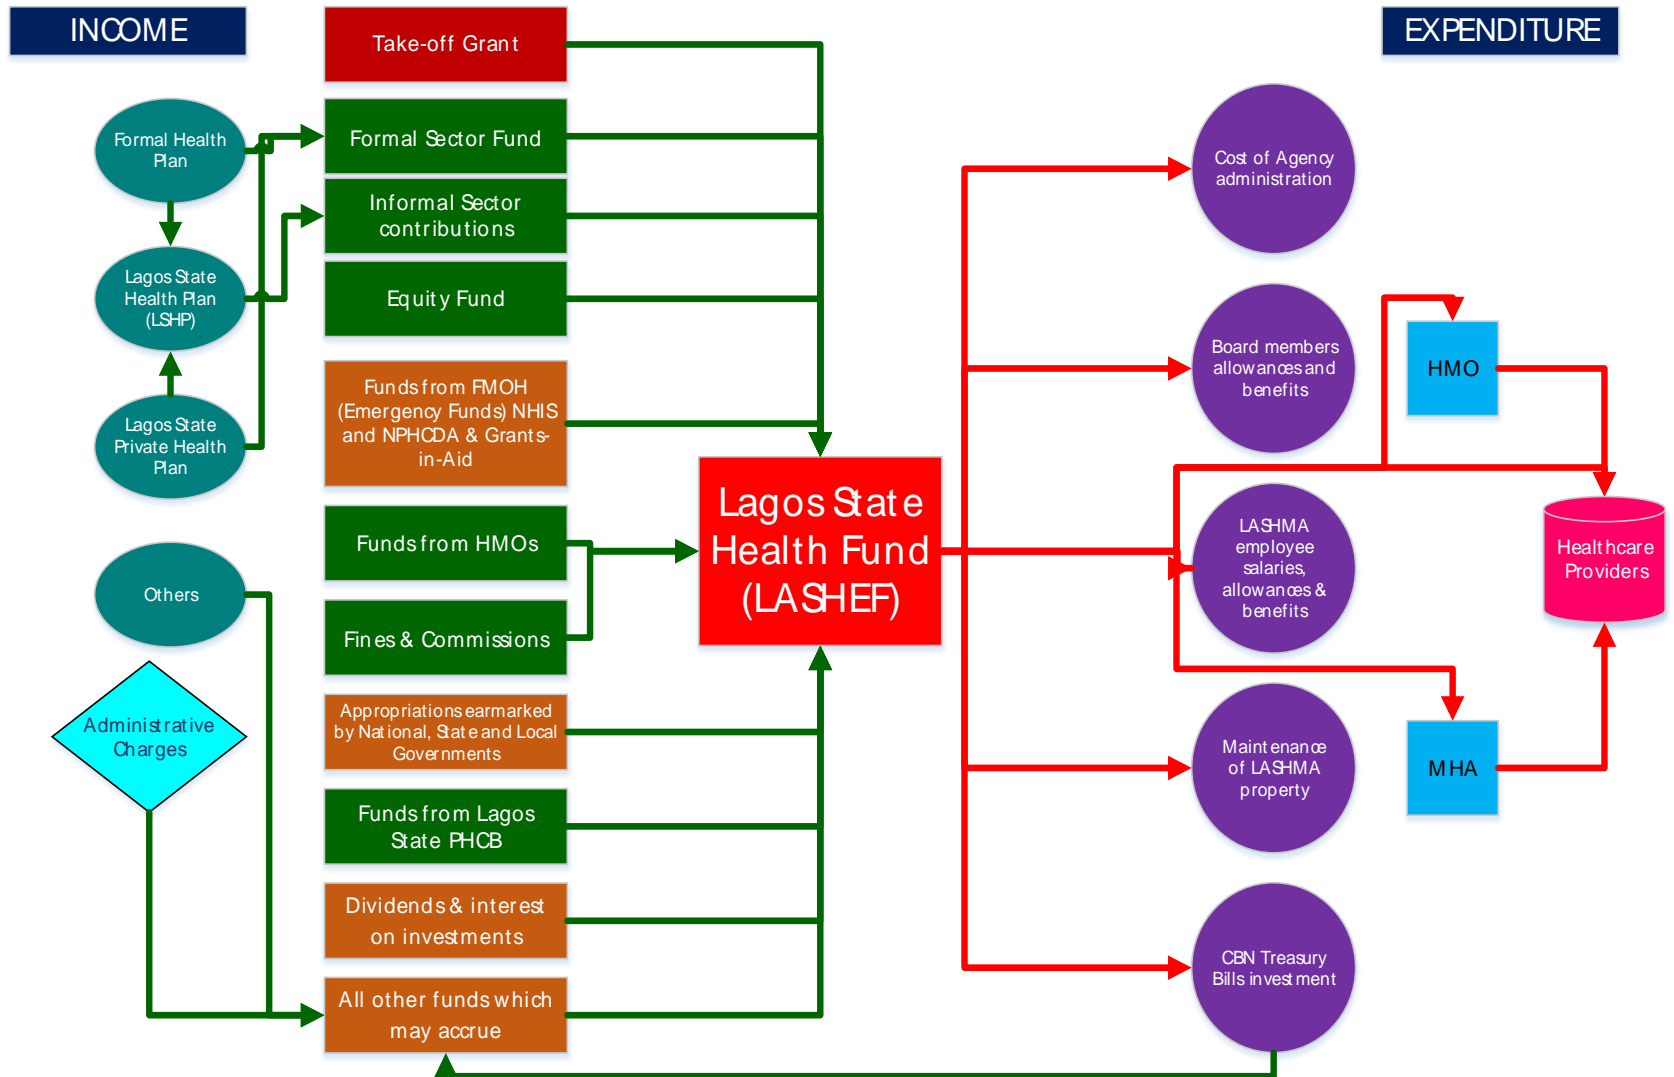 INCOME
EXPENDITURE
Take-off Grant
Formal Health
Plan
Formal Sector Fund
Lagos State
Health Plan
(LSHP)
Informal Sector
contributions
Equity Fund
Lagos State
Private Health
Plan
Funds from FMOH
(Emergency Funds) NHIS
and NPHCDA & Grants-
in-Aid
Funds from HMOs
Others
Fines & Commissions
Administrative
Charges
Appropriations earmarked
by National, State and Local
Governments
Funds from Lagos
State PHCB
Dividends & interest
on investments
All other funds which
may accrue
Lagos State
Health Fund
(LASHEF)
Cost of Agency
administration
Board members
allowances and
benefits
LASHMA
employee
salaries,
allowances &
benefits
Maintenance
of LASHMA
property
CBN Treasury
Bills investment
HMO
MHA
Healthcare
Providers